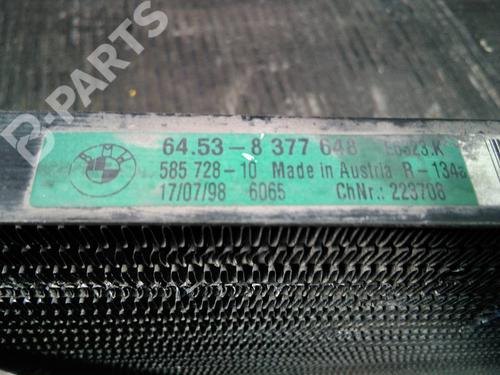 B-PARTS
BMW
64.53-8 377 648
585 728-10 Made in Austria R-134a
17/07/98 6065 ChNr.: 223708